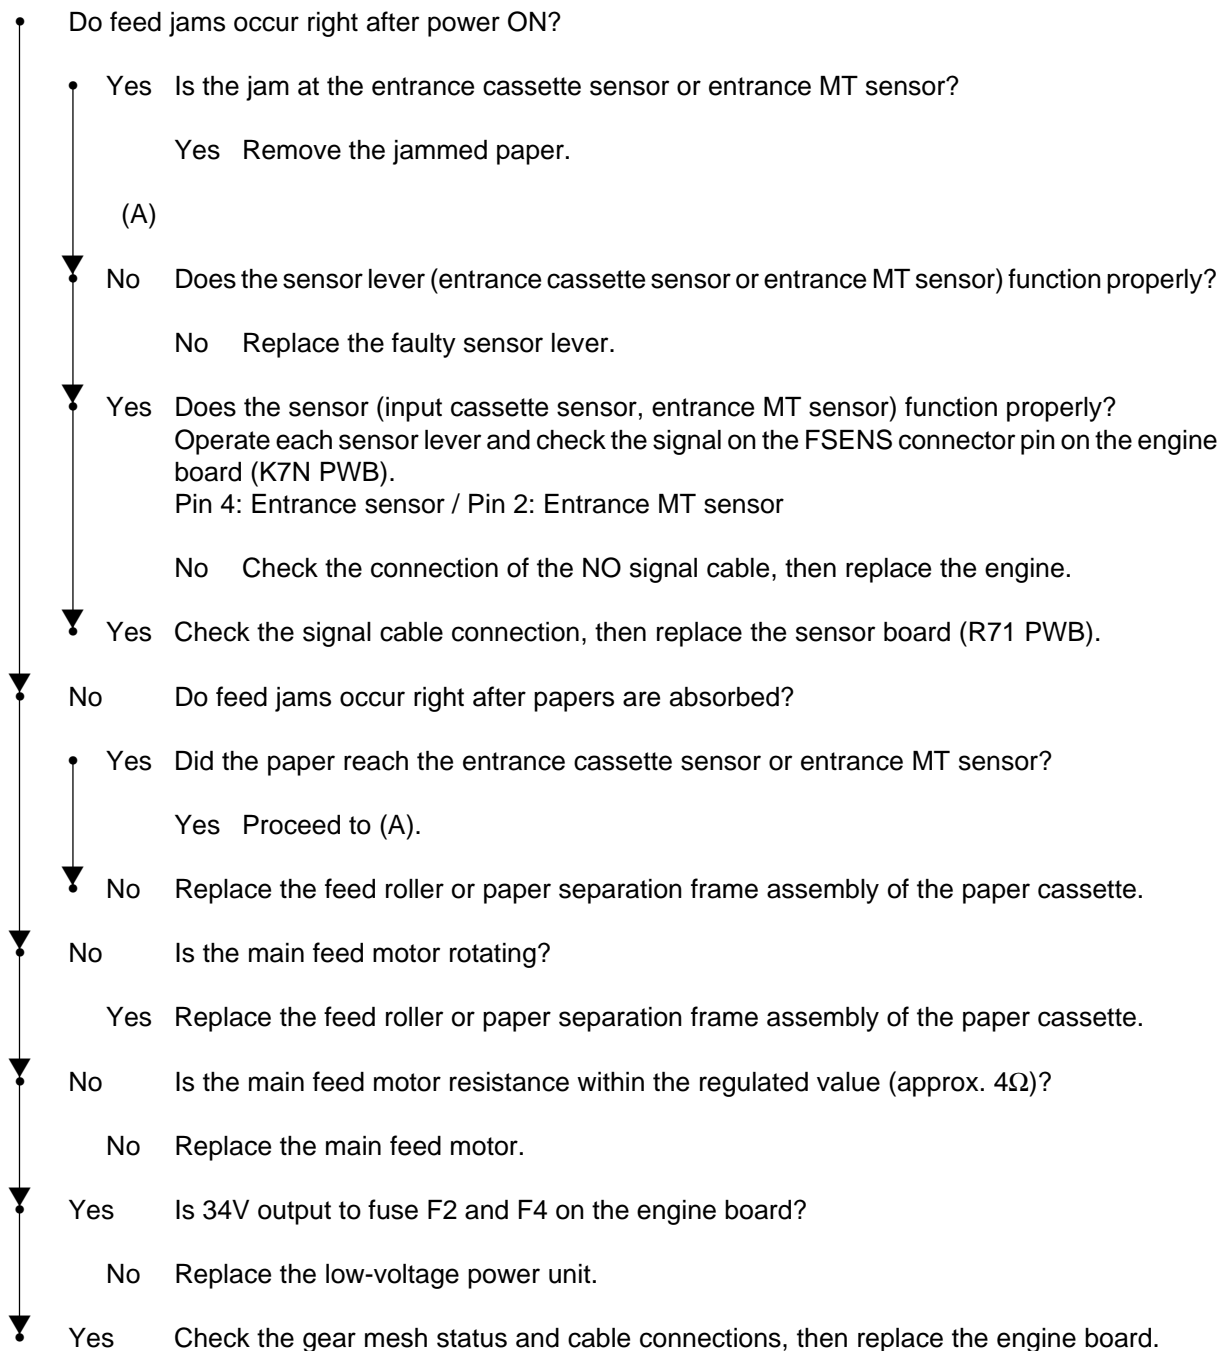 Do feed jams occur right after power ON?
Yes Is the jam at the entrance cassette sensor or entrance MT sensor?
Yes Remove the jammed paper.
(A)
No Does the sensor lever (entrance cassette sensor or entrance MT sensor) function properly?
No Replace the faulty sensor lever.
Yes Does the sensor (input cassette sensor, entrance MT sensor) function properly?
Operate each sensor lever and check the signal on the FSENS connector pin on the engine
board (K7N PWB).
Pin 4: Entrance sensor / Pin 2: Entrance MT sensor
No Check the connection of the NO signal cable, then replace the engine.
Yes Check the signal cable connection, then replace the sensor board (R71 PWB).
No Do feed jams occur right after papers are absorbed?
Yes Did the paper reach the entrance cassette sensor or entrance MT sensor?
Yes Proceed to (A).
No Replace the feed roller or paper separation frame assembly of the paper cassette.
No Is the main feed motor rotating?
Yes Replace the feed roller or paper separation frame assembly of the paper cassette.
No Is the main feed motor resistance within the regulated value (approx. 4Ω)?
No Replace the main feed motor.
Yes Is 34V output to fuse F2 and F4 on the engine board?
No Replace the low-voltage power unit.
Yes Check the gear mesh status and cable connections, then replace the engine board.